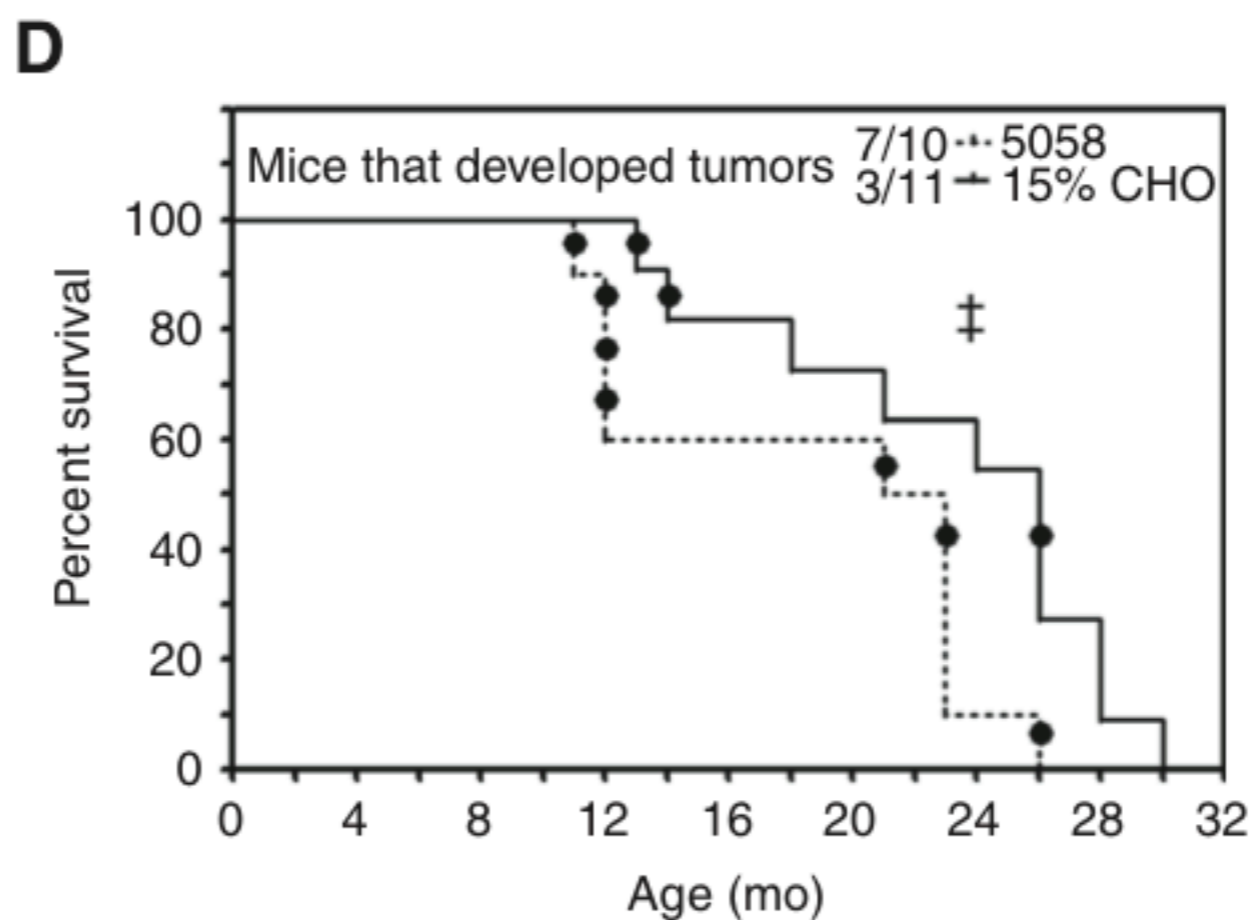 D
Mice that developed tumors
7/10 5058
3/11 15% CHO
‡
Percent survival
100
80
60
40
20
0
0 4 8 12 16 20 24 28 32
Age (mo)